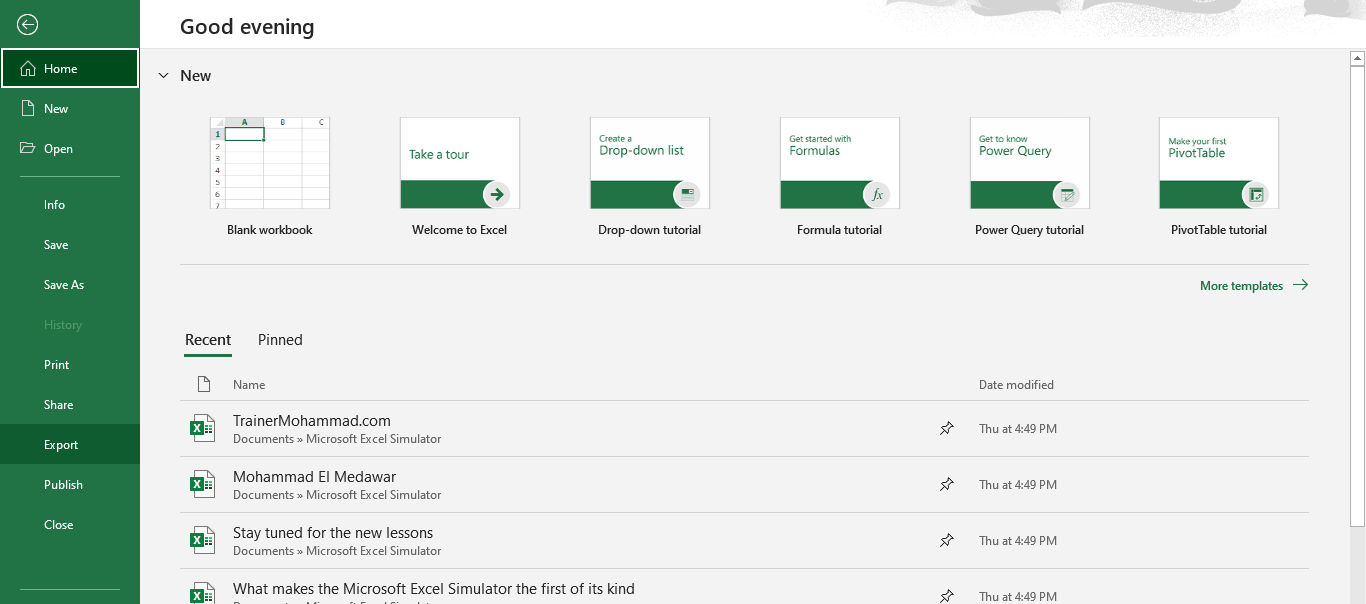 Good evening
Home
New
Open
Info
Save
Save As
History
Print
Share
Export
Publish
Close
New
A B C
1
2
3
4
5
6
7
Blank workbook
Take a tour
Welcome to Excel
Create a
Drop-down list
Drop-down tutorial
Get started with
Formulas
fx
Formula tutorial
Get to know
Power Query
Power Query tutorial
Make your first
PivotTable
PivotTable tutorial
More templates
Recent Pinned
Name Date modified
TrainerMohammad.com
Documents » Microsoft Excel Simulator
Thu at 4:49 PM
Mohammad El Medawar
Documents » Microsoft Excel Simulator
Thu at 4:49 PM
Stay tuned for the new lessons
Documents » Microsoft Excel Simulator
Thu at 4:49 PM
What makes the Microsoft Excel Simulator the first of its kind
Documents » Microsoft Excel Simulator
Thu at 4:49 PM